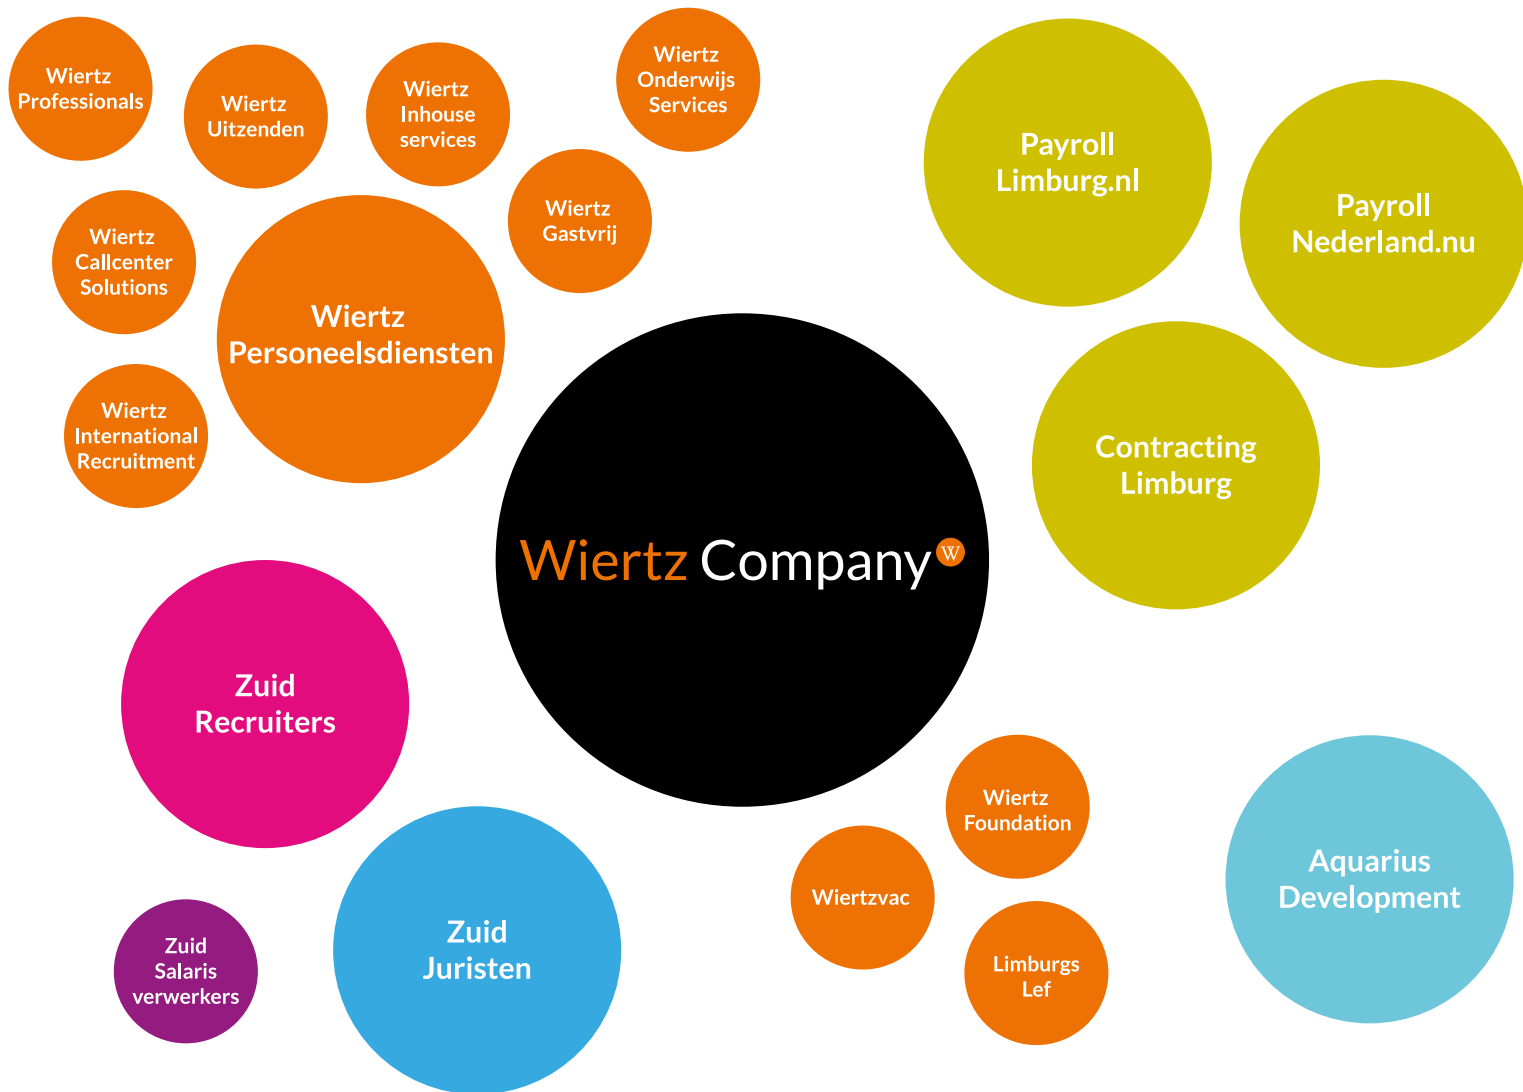 Wiertz
Professionals
Wiertz
Uitzenden
Wiertz
Inhouse
services
Wiertz
Onderwijs
Services
Wiertz
Gastvrij
Wiertz
Callcenter
Solutions
Wiertz
Personeelsdiensten
Wiertz
International
Recruitment
Payroll
Limburg.nl
Payroll
Nederland.nu
Contracting
Limburg
Wiertz Company W
Zuid
Recruiters
Zuid
Salaris
verwerkers
Zuid
Juristen
Wiertz
Foundation
Wiertzvac
Limburgs
Lef
Aquarius
Development